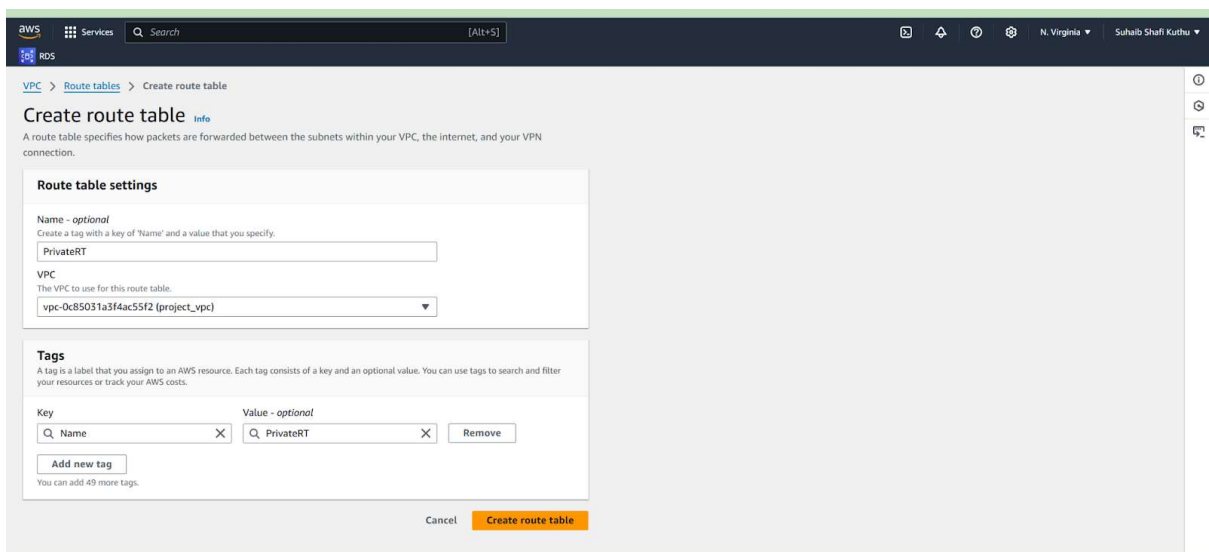 aws
Services
Search
[Alt+S]
N. Virginia
Suhaib Shafi Kuthu
RDS
VPC > Route tables > Create route table
Create route table Info
A route table specifies how packets are forwarded between the subnets within your VPC, the internet, and your VPN
connection.
Route table settings
Name - optional
Create a tag with a key of 'Name' and a value that you specify.
PrivateRT
VPC
The VPC to use for this route table.
vpc-0c85031a3f4ac55f2 (project_vpc)
Tags
A tag is a label that you assign to an AWS resource. Each tag consists of a key and an optional value. You can use tags to search and filter
your resources or track your AWS costs.
Key
Value - optional
Name
PrivateRT
Remove
Add new tag
You can add 49 more tags.
Cancel
Create route table